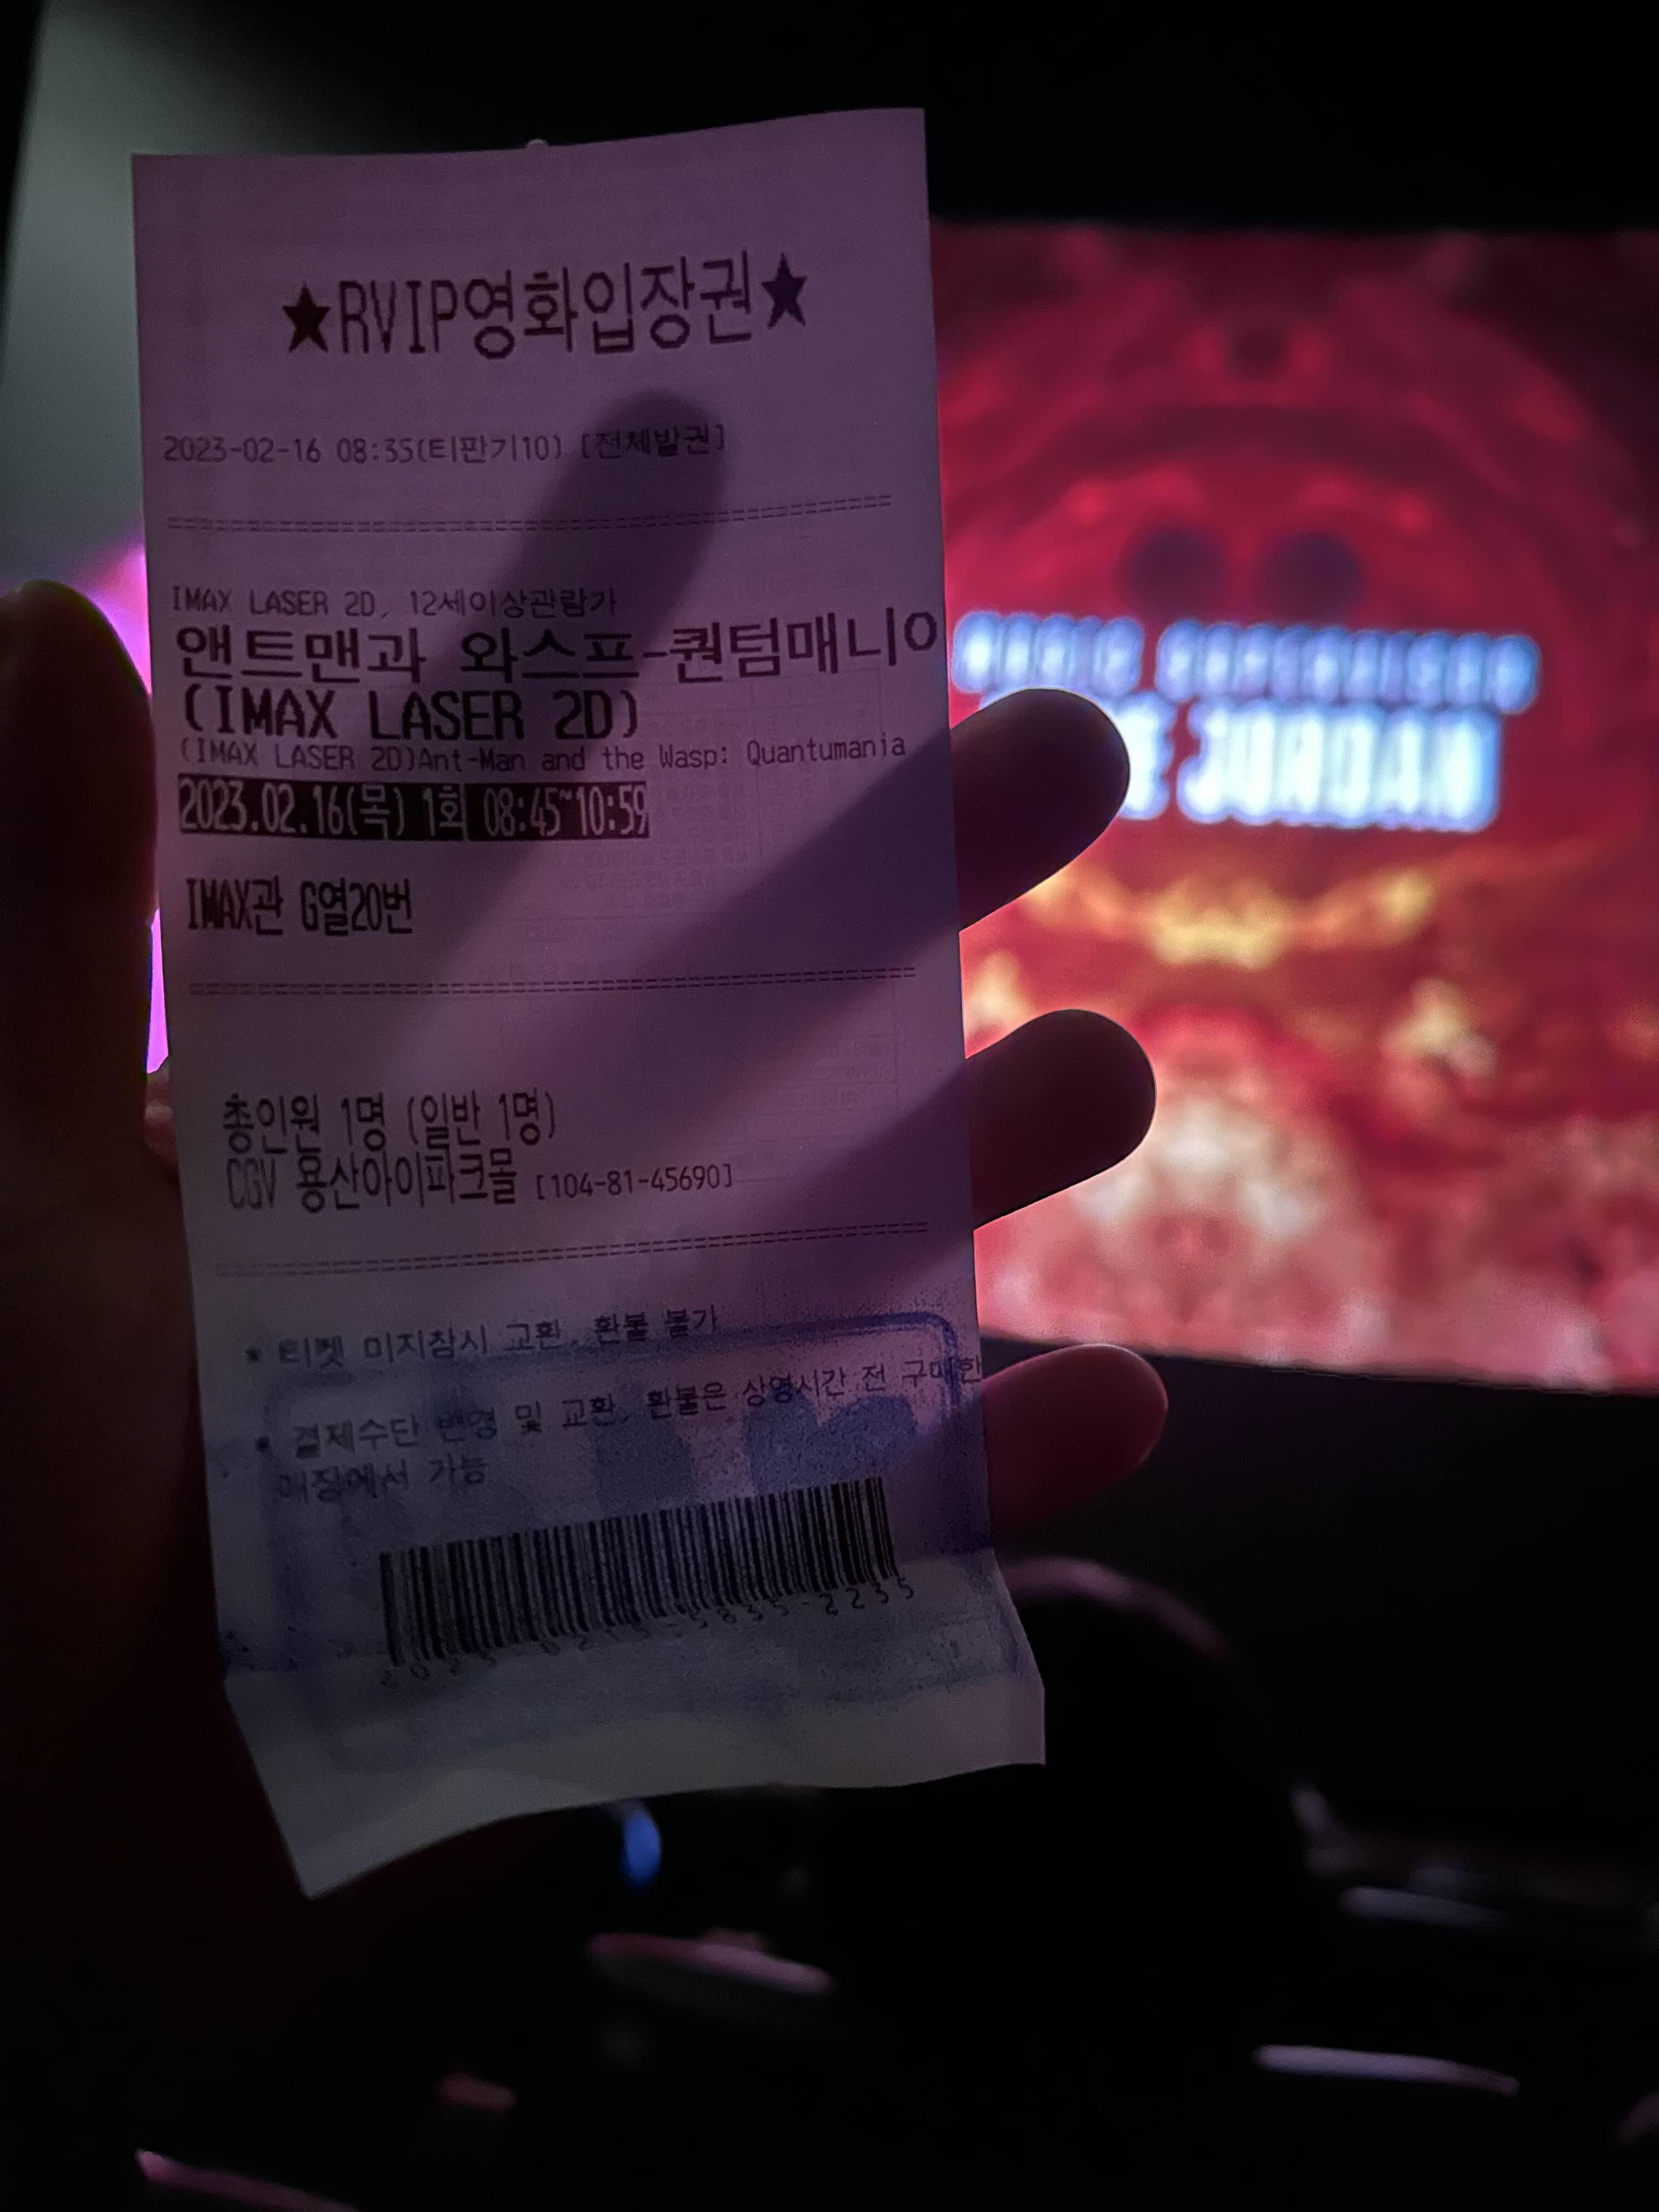 ★RVIP영화입장권★
2023-02-16 08:35(티판기10) [전체발권]
IMAX LASER 2D, 12세이상관람가
앤트맨과 와스프-퀀텀매니아
(IMAX LASER 2D)
(IMAX LASER 2D)Ant-Man and the Wasp: Quantumania
2023.02.16(목) 1회 08:45~10:59
IMAX관 G열20번
총인원 1명 (일반 1명)
CGV 용산아이파크몰 [104-81-45690]
• 티켓 미지참시 교환, 환불 불가
• 결제수단 변경 및 교환, 환불은 상영시간 전 구매한
매장에서 가능
MUSIC SUPERVISOR
JORDAN